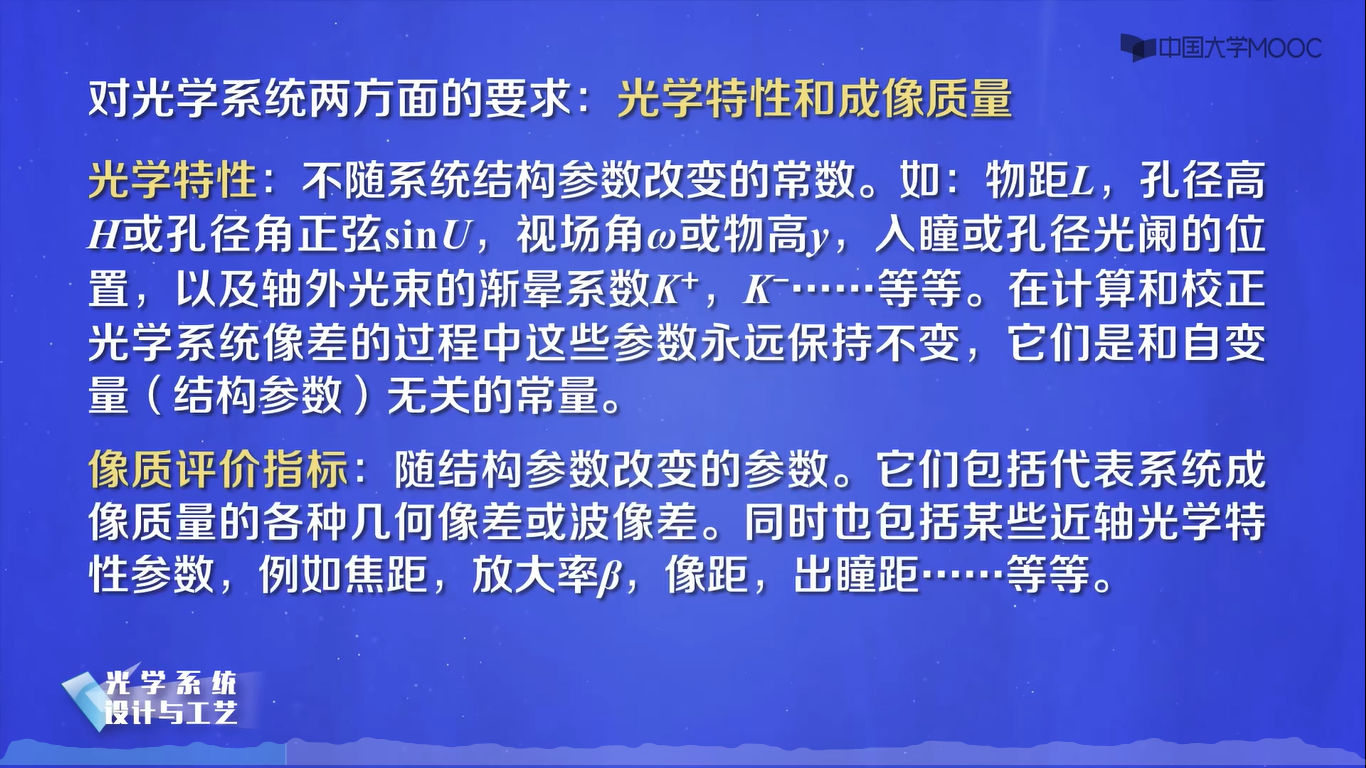 中国大学MOOC
对光学系统两方面的要求：光学特性和成像质量
光学特性：不随系统结构参数改变的常数。如：物距L，孔径高
H或孔径角正弦sinU，视场角ω或物高y，入瞳或孔径光阑的位
置，以及轴外光束的渐晕系数K⁺，K⁻……等等。在计算和校正
光学系统像差的过程中这些参数永远保持不变，它们是和自变
量（结构参数）无关的常量。
像质评价指标：随结构参数改变的参数。它们包括代表系统成
像质量的各种几何像差或波像差。同时也包括某些近轴光学特
性参数，例如焦距，放大率β，像距，出瞳距……等等。
光学系统
设计与工艺